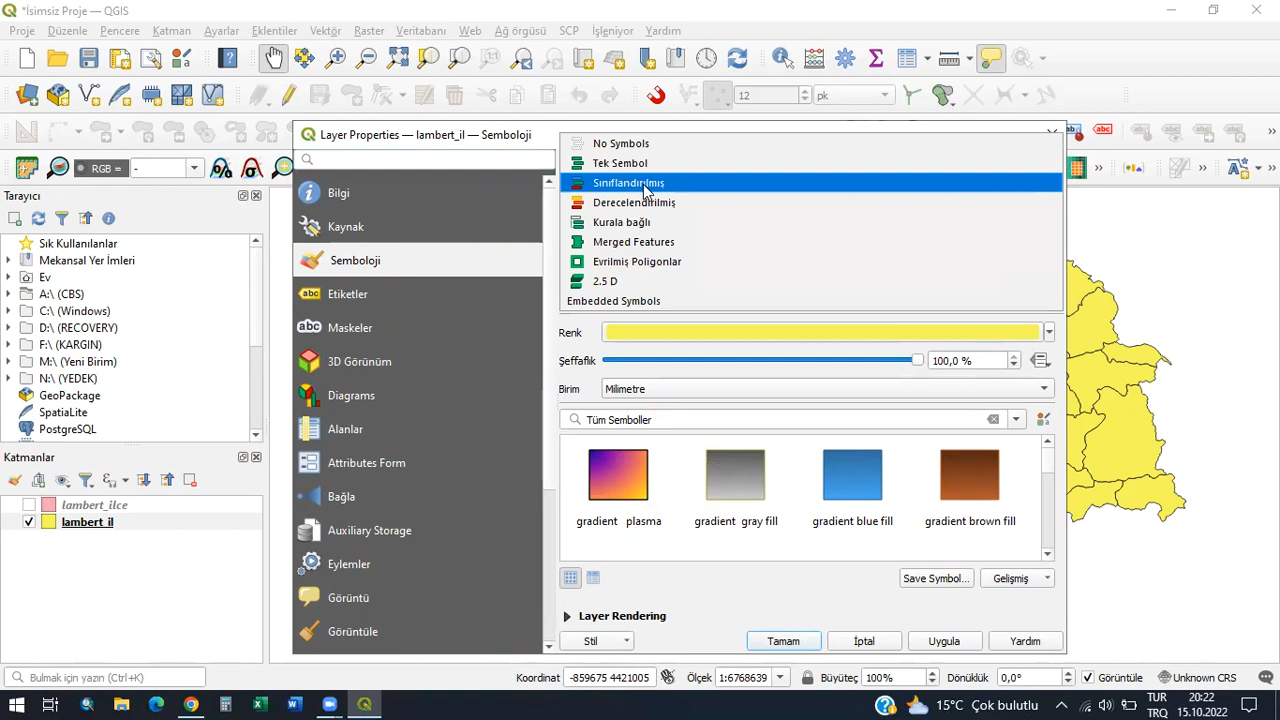 *İsimsiz Proje — QGIS
Proje Düzenle Pencere Katman Ayarlar Eklentiler Vektör Raster Veritabanı Web Ağ örgüsü SCP İşleniyor Yardım
12 pk
RGB = -
Layer Properties — lambert_il — Semboloji
No Symbols
Tek Sembol
Sınıflandırılmış
Derecelendirilmiş
Kurala bağlı
Merged Features
Evrilmiş Poligonlar
2.5 D
Embedded Symbols
Bilgi
Kaynak
Semboloji
Etiketler
Maskeler
3D Görünüm
Diagrams
Alanlar
Attributes Form
Bağla
Auxiliary Storage
Eylemler
Görüntü
Görüntüle
Renk
Şeffaflık 100,0 %
Birim Milimetre
Tüm Semboller
gradient plasma gradient gray fill gradient blue fill gradient brown fill
Save Symbol... Gelişmiş
Layer Rendering
Stil Tamam İptal Uygula Yardım
Tarayıcı
Sık Kullanılanlar
Mekansal Yer İmleri
Ev
A:\ (CBS)
C:\ (Windows)
D:\ (RECOVERY)
F:\ (KARGIN)
M:\ (Yeni Birim)
N:\ (YEDEK)
GeoPackage
SpatiaLite
PostgreSQL
Katmanlar
lambert_ilce
lambert_il
Bulmak için yazın (Ctrl+K) Koordinat -859675 4421005 Ölçek 1:6768639 Büyüteç 100% Dönüklük 0,0° Görüntüle Unknown CRS
15°C Çok bulutlu TUR 20:22
TRQ 15.10.2022